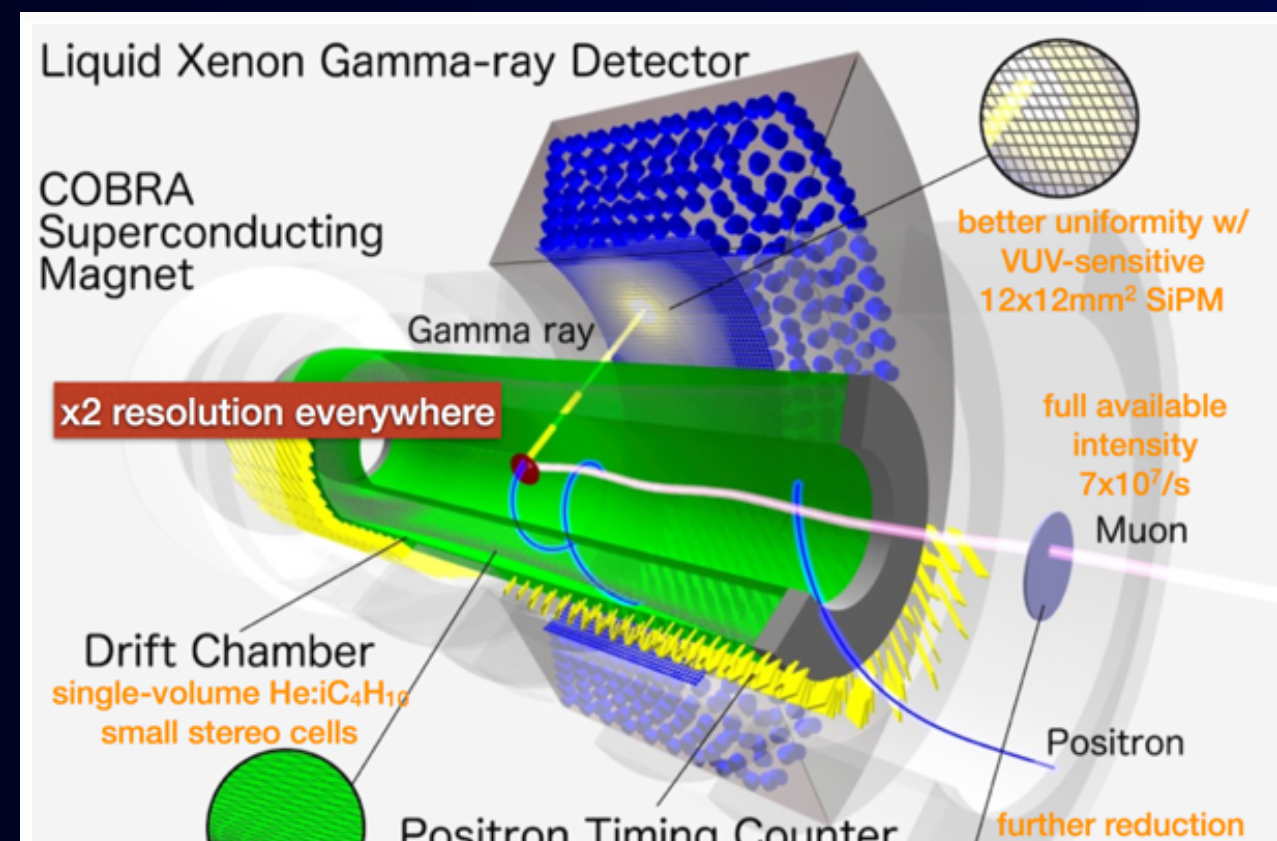 Liquid Xenon Gamma-ray Detector
COBRA
Superconducting
Magnet
better uniformity w/
VUV-sensitive
12x12mm² SiPM
Gamma ray
x2 resolution everywhere
full available
intensity
7x10⁷/s
Muon
Drift Chamber
single-volume He:iC₄H₁₀
small stereo cells
Positron
Positron Timing Counter
further reduction